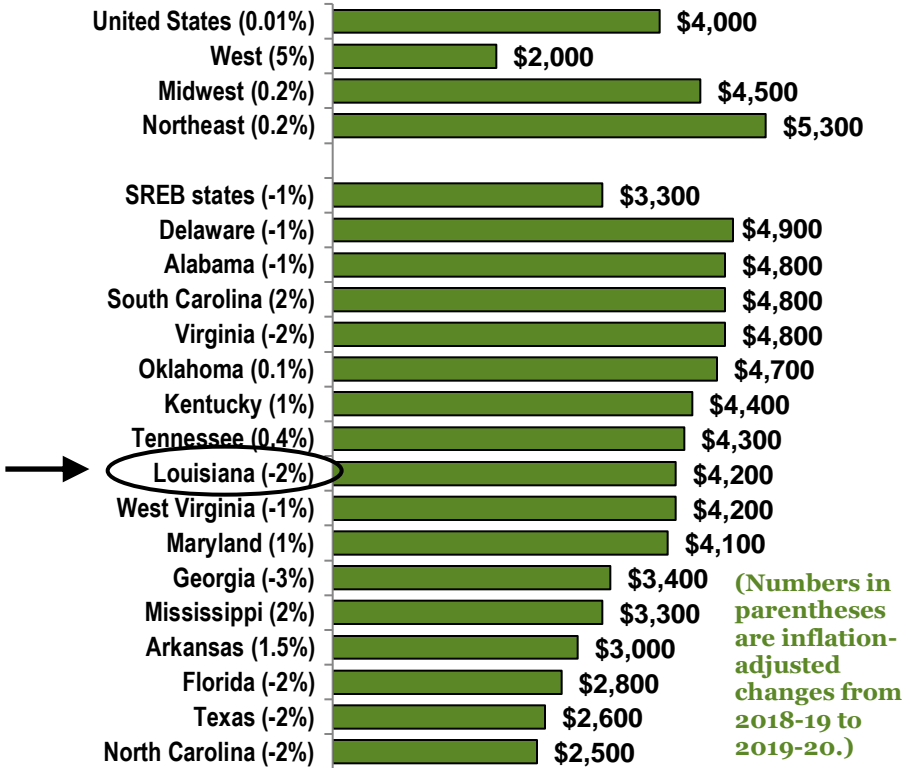 United States (0.01%) $4,000
West (5%) $2,000
Midwest (0.2%) $4,500
Northeast (0.2%) $5,300
SREB states (-1%) $3,300
Delaware (-1%) $4,900
Alabama (-1%) $4,800
South Carolina (2%) $4,800
Virginia (-2%) $4,800
Oklahoma (0.1%) $4,700
Kentucky (1%) $4,400
Tennessee (0.4%) $4,300
Louisiana (-2%) $4,200
West Virginia (-1%) $4,200
Maryland (1%) $4,100
Georgia (-3%) $3,400
Mississippi (2%) $3,300
Arkansas (1.5%) $3,000
Florida (-2%) $2,800
Texas (-2%) $2,600
North Carolina (-2%) $2,500
(Numbers in
parentheses
are inflation-
adjusted
changes from
2018-19 to
2019-20.)